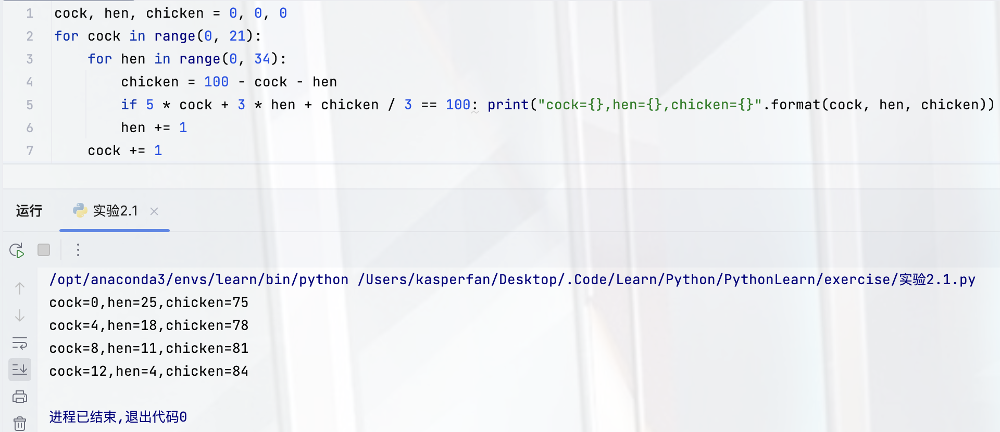 1 cock, hen, chicken = 0, 0, 0
2 for cock in range(0, 21):
3     for hen in range(0, 34):
4         chicken = 100 - cock - hen
5         if 5 * cock + 3 * hen + chicken / 3 == 100: print("cock={},hen={},chicken={}".format(cock, hen, chicken))
6         hen += 1
7     cock += 1
运行 实验2.1
/opt/anaconda3/envs/learn/bin/python /Users/kasperfan/Desktop/.Code/Learn/Python/PythonLearn/exercise/实验2.1.py
cock=0,hen=25,chicken=75
cock=4,hen=18,chicken=78
cock=8,hen=11,chicken=81
cock=12,hen=4,chicken=84
进程已结束,退出代码0